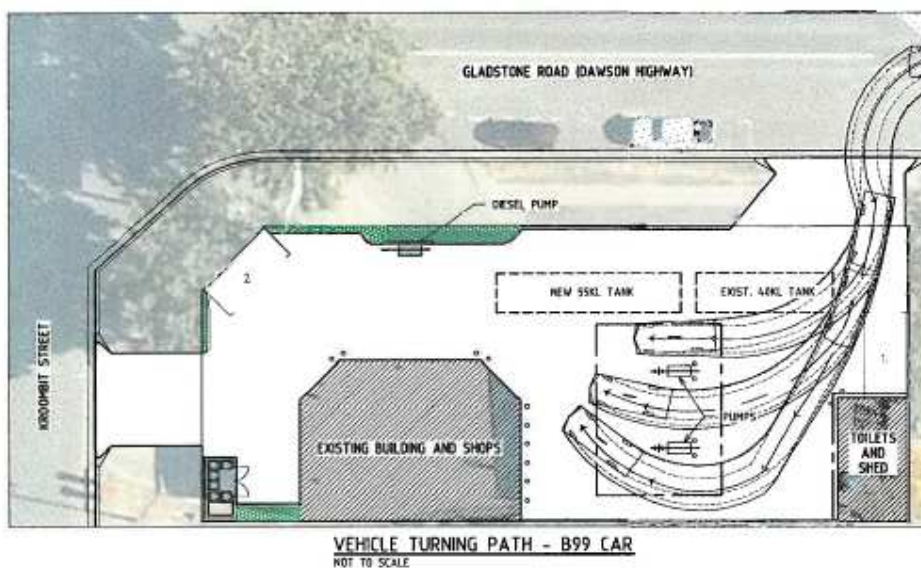 GLADSTONE ROAD (DAWSON HIGHWAY)
DIESEL PUMP
2
NEW 55KL TANK
EXIST. 40KL TANK
KROOMBIT STREET
1
PUMPS
EXISTING BUILDING AND SHOPS
TOILETS
AND
SHED
VEHICLE TURNING PATH - B99 CAR
NOT TO SCALE